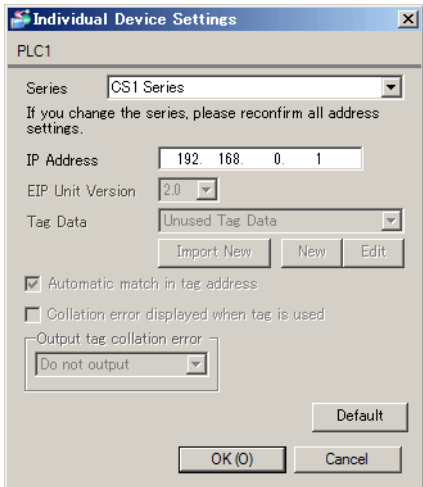 Individual Device Settings
PLC1
Series CS1 Series
If you change the series, please reconfirm all address
settings.
IP Address 192. 168. 0. 1
EIP Unit Version 2.0
Tag Data Unused Tag Data
Import New New Edit
Automatic match in tag address
Collation error displayed when tag is used
Output tag collation error
Do not output
Default
OK (O) Cancel